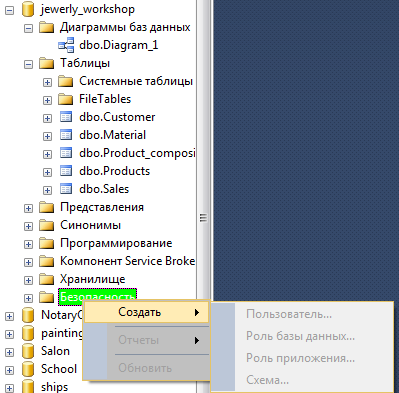 jewerly_workshop
Диаграммы баз данных
dbo.Diagram_1
Таблицы
Системные таблицы
FileTables
dbo.Customer
dbo.Material
dbo.Product_composi
dbo.Products
dbo.Sales
Представления
Синонимы
Программирование
Компонент Service Broke
Хранилище
Безопасность
NotaryO
painting
Salon
School
ships
Создать
Отчеты
Обновить
Пользователь...
Роль базы данных...
Роль приложения...
Схема...